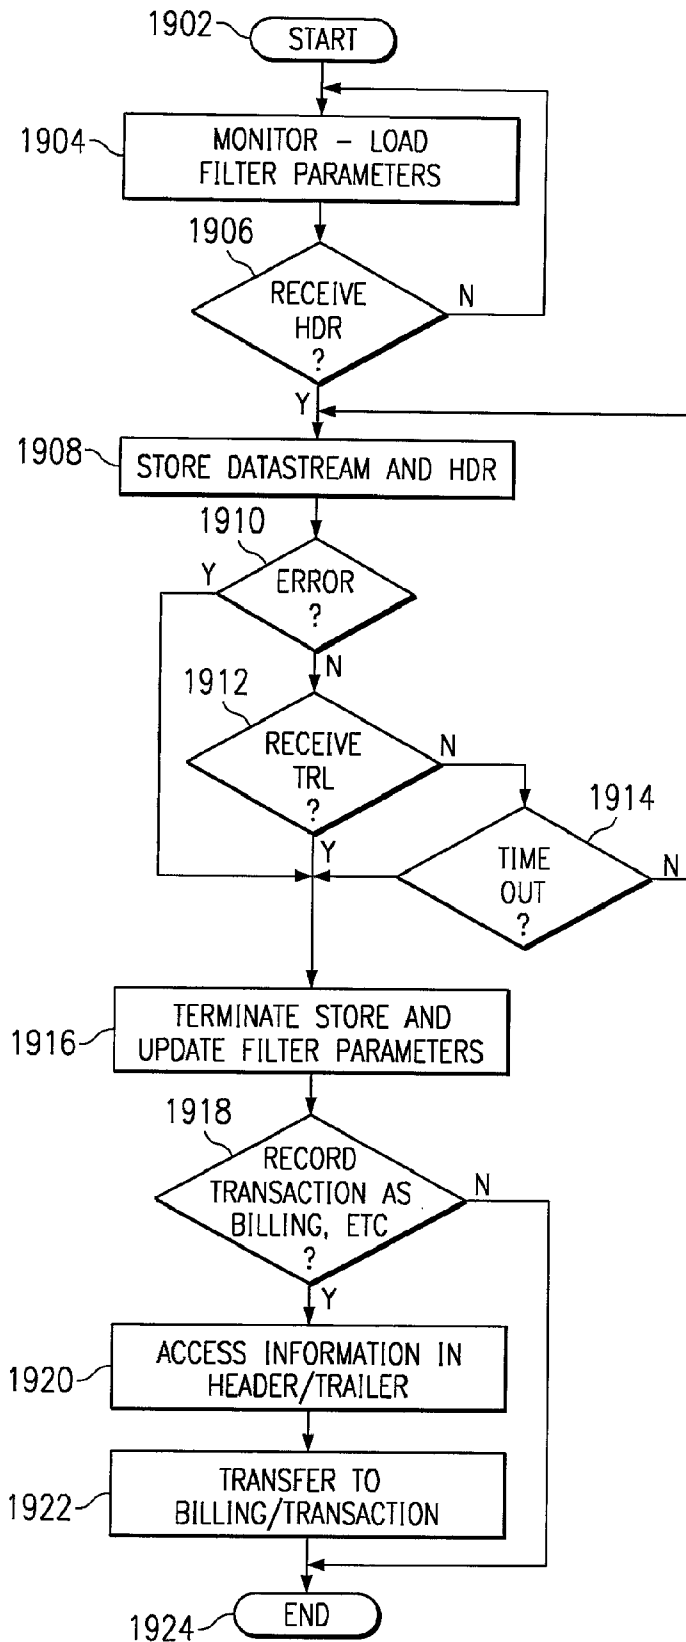 1902
START
1904
MONITOR - LOAD
FILTER PARAMETERS
1906
RECEIVE
HDR
?
N
Y
1908
STORE DATASTREAM AND HDR
1910
ERROR
?
Y
N
1912
RECEIVE
TRL
?
N
Y
1914
TIME
OUT
?
N
1916
TERMINATE STORE AND
UPDATE FILTER PARAMETERS
1918
RECORD
TRANSACTION AS
BILLING, ETC
?
N
Y
1920
ACCESS INFORMATION IN
HEADER/TRAILER
1922
TRANSFER TO
BILLING/TRANSACTION
1924
END